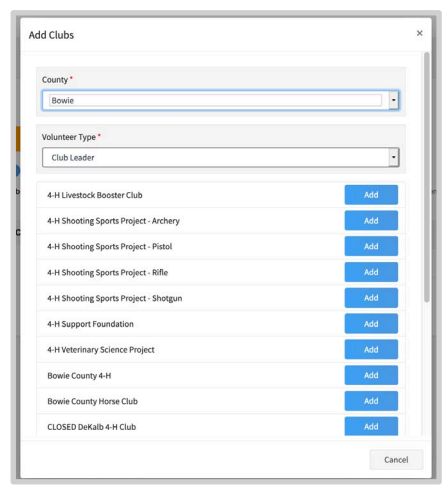 Add Clubs ×
County *
Bowie
Volunteer Type *
Club Leader
4-H Livestock Booster Club Add
4-H Shooting Sports Project - Archery Add
4-H Shooting Sports Project - Pistol Add
4-H Shooting Sports Project - Rifle Add
4-H Shooting Sports Project - Shotgun Add
4-H Support Foundation Add
4-H Veterinary Science Project Add
Bowie County 4-H Add
Bowie County Horse Club Add
CLOSED DeKalb 4-H Club Add
Cancel